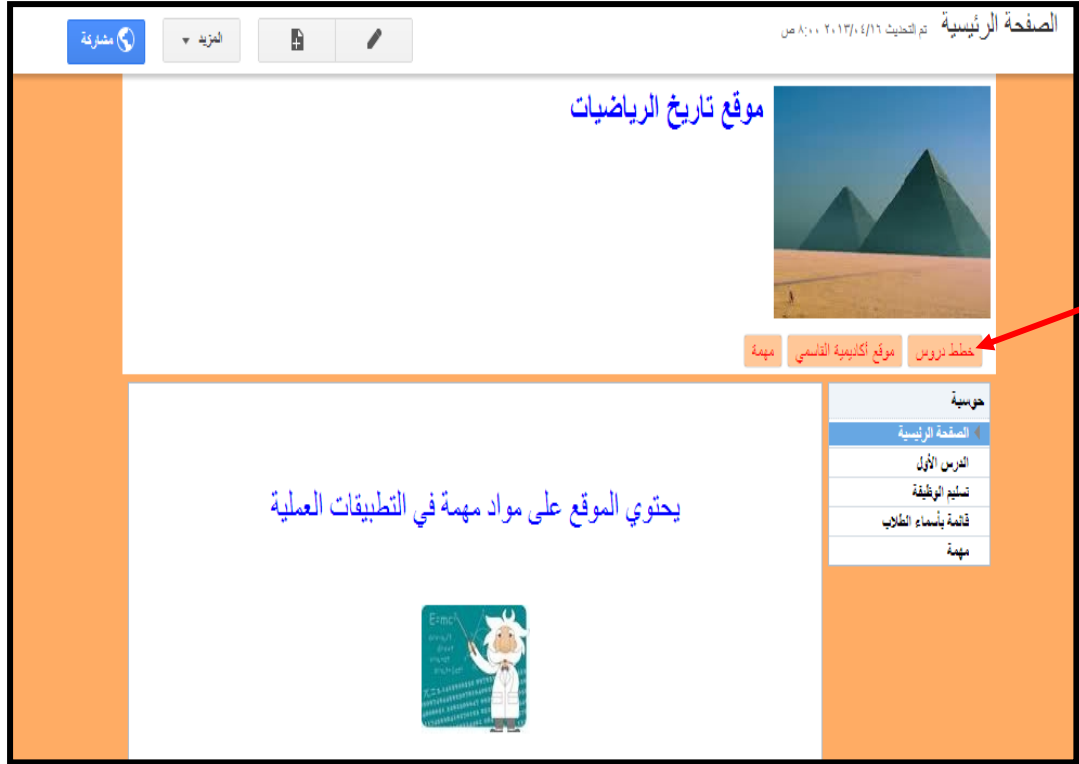 الصفحة الرئيسية تم التحديث ٢٠١٣/٠٤/١٦ ٨:٠٠ ص
المزيد
مشاركة
موقع تاريخ الرياضيات
خطط دروس موقع أكاديمية القاسمي مهمة
حوسبة
الصفحة الرئيسية
الدرس الأول
تسليم الوظيفة
قائمة بأسماء الطلاب
مهمة
يحتوي الموقع على مواد مهمة في التطبيقات العملية
E=mc²